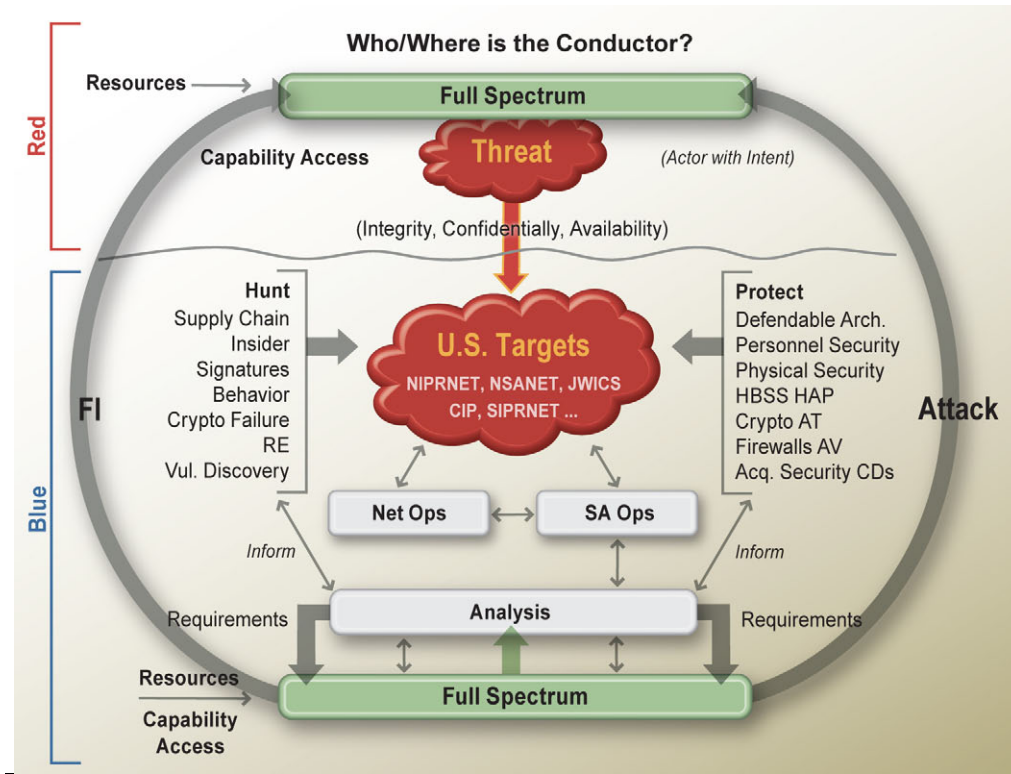 Who/Where is the Conductor?
Red
Resources
Full Spectrum
Capability Access
Threat
(Actor with Intent)
(Integrity, Confidentially, Availability)
Blue
FI
Hunt
Supply Chain
Insider
Signatures
Behavior
Crypto Failure
RE
Vul. Discovery
U.S. Targets
NIPRNET, NSANET, JWICS
CIP, SIPRNET ...
Protect
Defendable Arch.
Personnel Security
Physical Security
HBSS HAP
Crypto AT
Firewalls AV
Acq. Security CDs
Attack
Net Ops
SA Ops
Inform
Inform
Requirements
Analysis
Requirements
Resources
Capability
Access
Full Spectrum